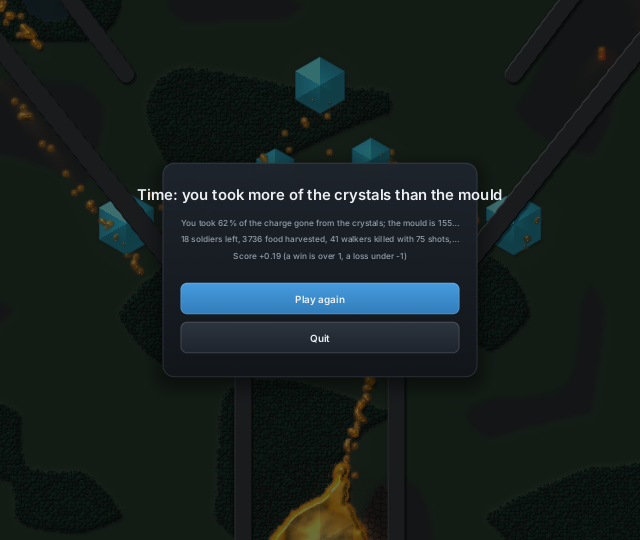 Time: you took more of the crystals than the mould
You took 62% of the charge gone from the crystals; the mould is 155...
18 soldiers left, 3736 food harvested, 41 walkers killed with 75 shots,...
Score +0.19 (a win is over 1, a loss under -1)
Play again
Quit